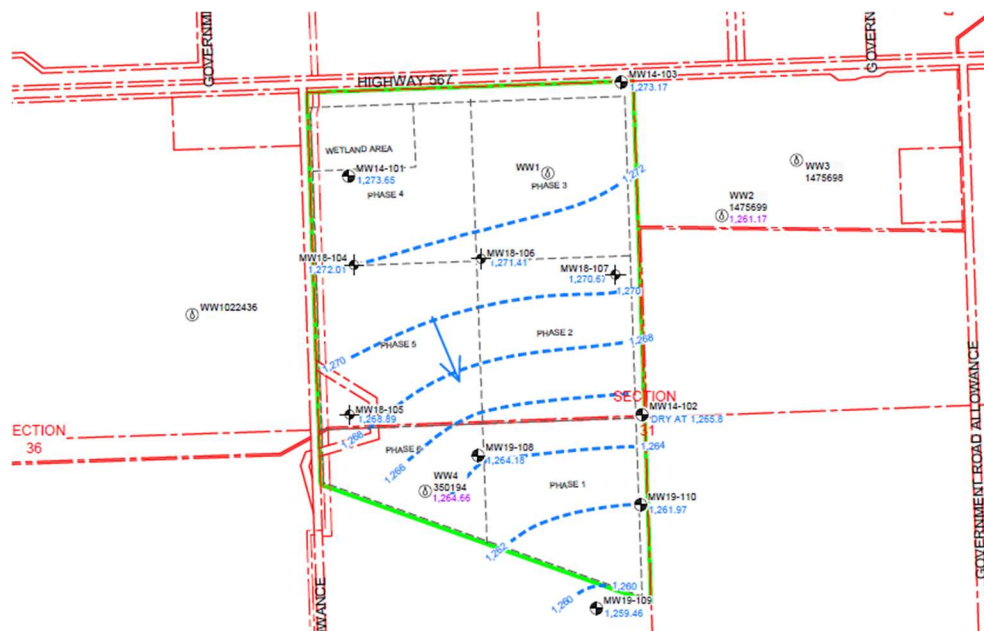 GOVERNMI
GOVERN
HIGHWAY 567
MW14-103
1,273.17
WETLAND AREA
MW14-101
1,273.65
PHASE 4
WW1
PHASE 3
1,272
WW3
1475698
WW2
1475699
1,261.17
MW18-104
1,272.01
MW18-106
1,271.41
MW18-107
1,270.67
1,270
WW1022436
PHASE 2
PHASE 5
1,270
1,268
SECTION
MW18-105
1,268.89
MW14-102
DRY AT 1,265.8
ECTION
36
1,268
1,264
MW19-108
1,264.18
1,266
WW4
350194
1,264.66
PHASE 1
MW19-110
1,261.97
1,262
1,260
1,260
MW19-109
1,259.46
WANCE
GOVERNMENT ROAD ALLOWANCE